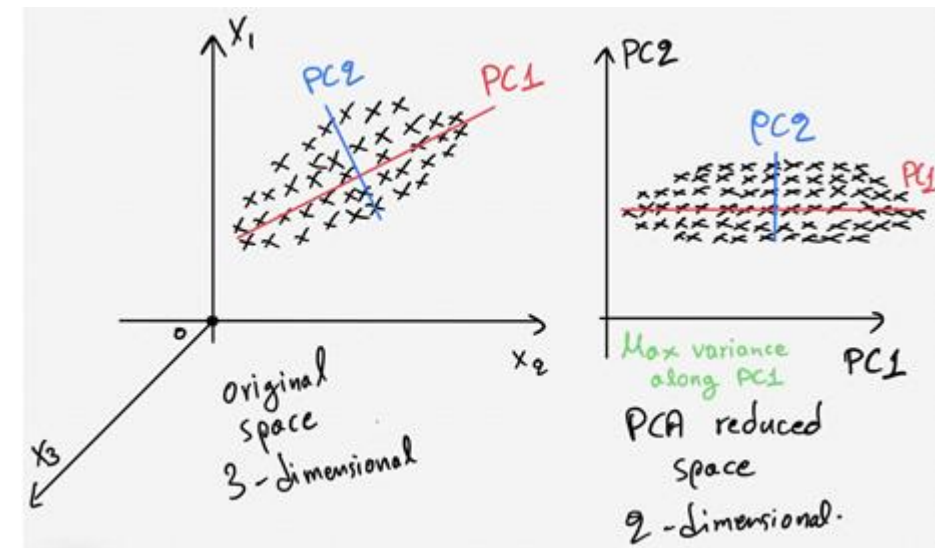 X₁
PC2
PC1
0
X₂
X₃
original
space
3-dimensional
PC2
PC2
PC1
Max variance
along PC1
PC1
PCA reduced
space
2-dimensional.